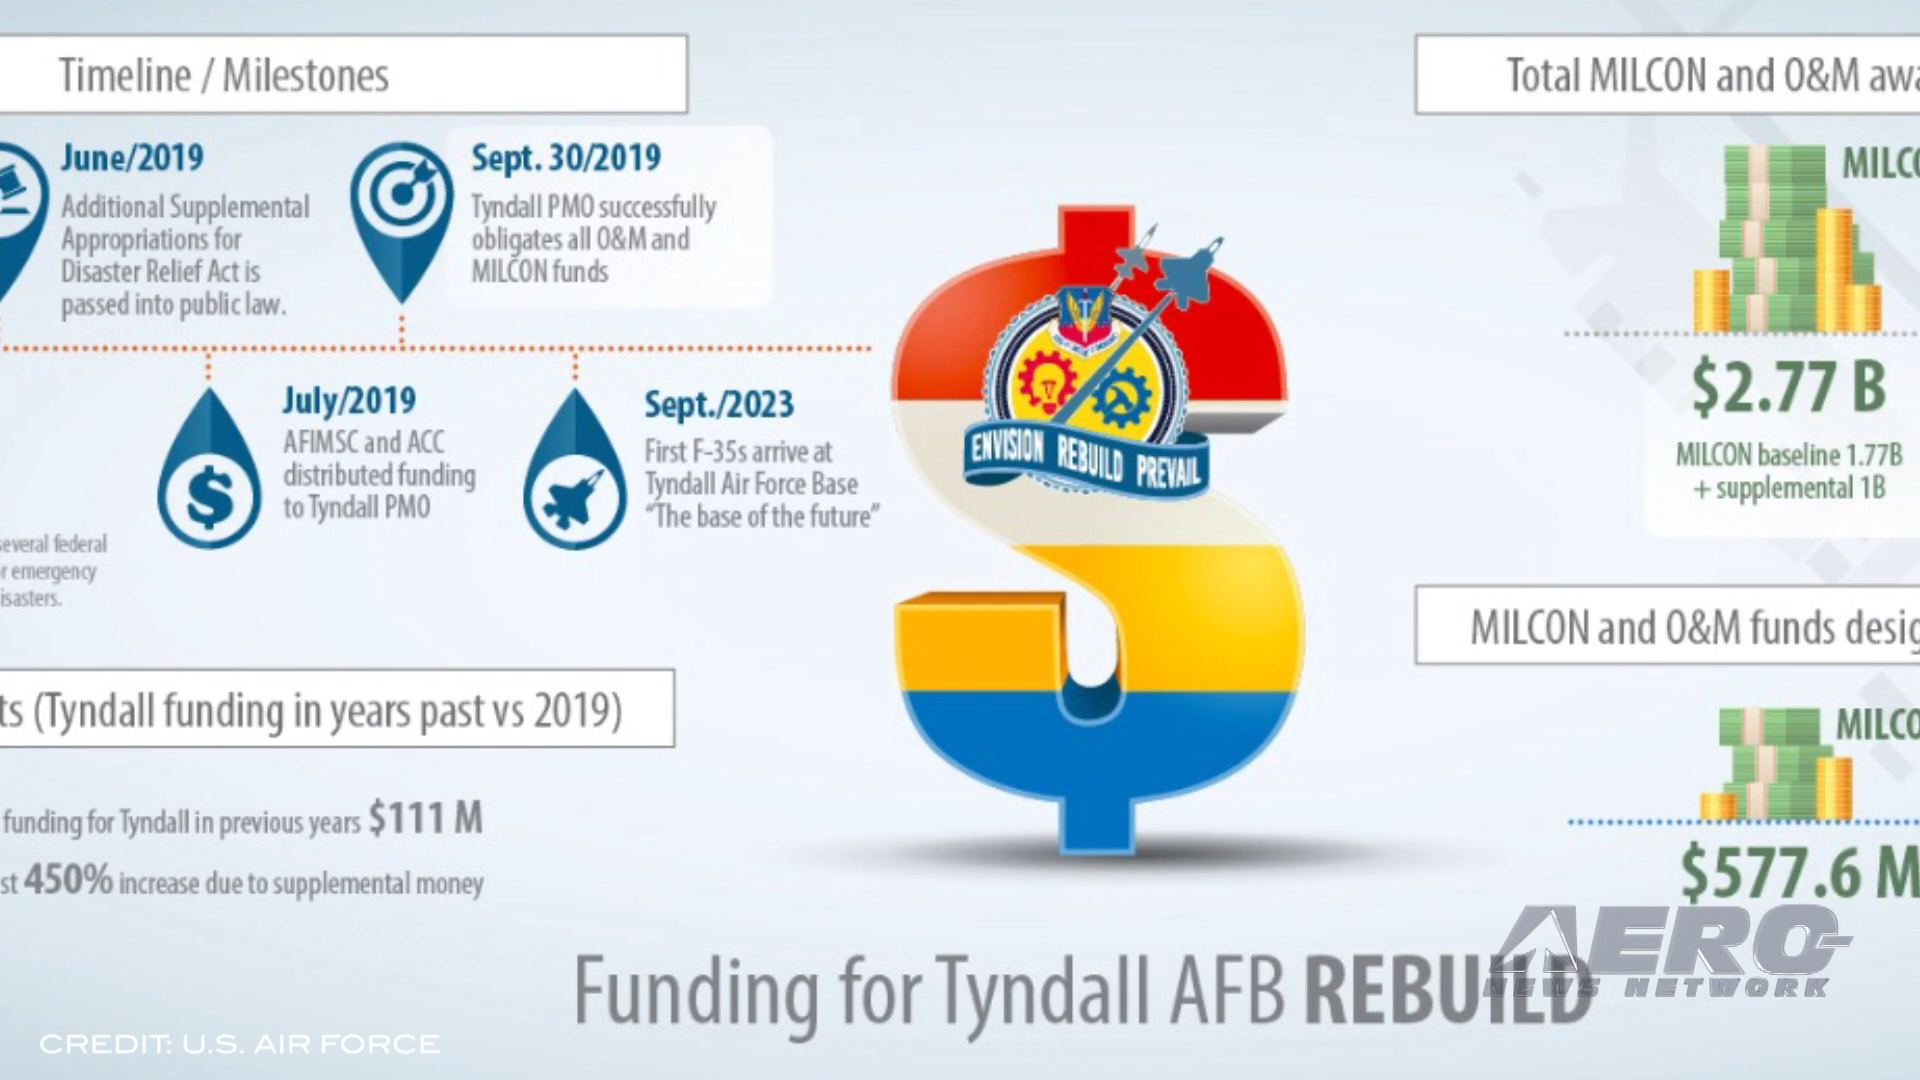 Timeline / Milestones
June/2019
Additional Supplemental
Appropriations for
Disaster Relief Act is
passed into public law.
Sept. 30/2019
Tyndall PMO successfully
obligates all O&M and
MILCON funds
July/2019
AFIMSC and ACC
distributed funding
to Tyndall PMO
Sept./2023
First F-35s arrive at
Tyndall Air Force Base
“The base of the future”
several federal
emergency
ts (Tyndall funding in years past vs 2019)
funding for Tyndall in previous years $111 M
st 450% increase due to supplemental money
ENVISION REBUILD PREVAIL
Total MILCON and O&M awa
MILCO
$2.77 B
MILCON baseline 1.77B
+ supplemental 1B
MILCON and O&M funds desig
MILCO
$577.6 M
Funding for Tyndall AFB REBUILD
AERO-
NEWS NETWORK
CREDIT: U.S. AIR FORCE